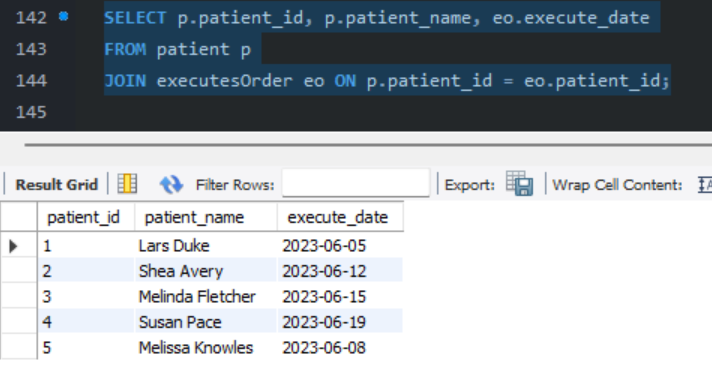 142 SELECT p.patient_id, p.patient_name, eo.execute_date
143 FROM patient p
144 JOIN executesOrder eo ON p.patient_id = eo.patient_id;
145
Result Grid Filter Rows: Export: Wrap Cell Content:
patient_id patient_name execute_date
1 Lars Duke 2023-06-05
2 Shea Avery 2023-06-12
3 Melinda Fletcher 2023-06-15
4 Susan Pace 2023-06-19
5 Melissa Knowles 2023-06-08